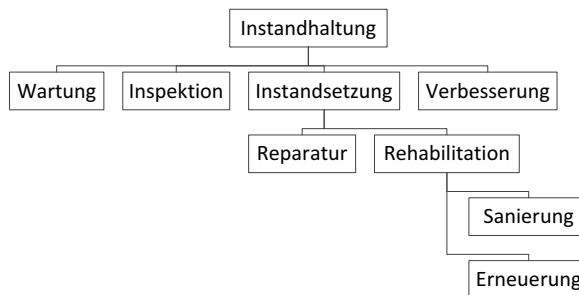 Instandhaltung
Wartung
Inspektion
Instandsetzung
Verbesserung
Reparatur
Rehabilitation
Sanierung
Erneuerung